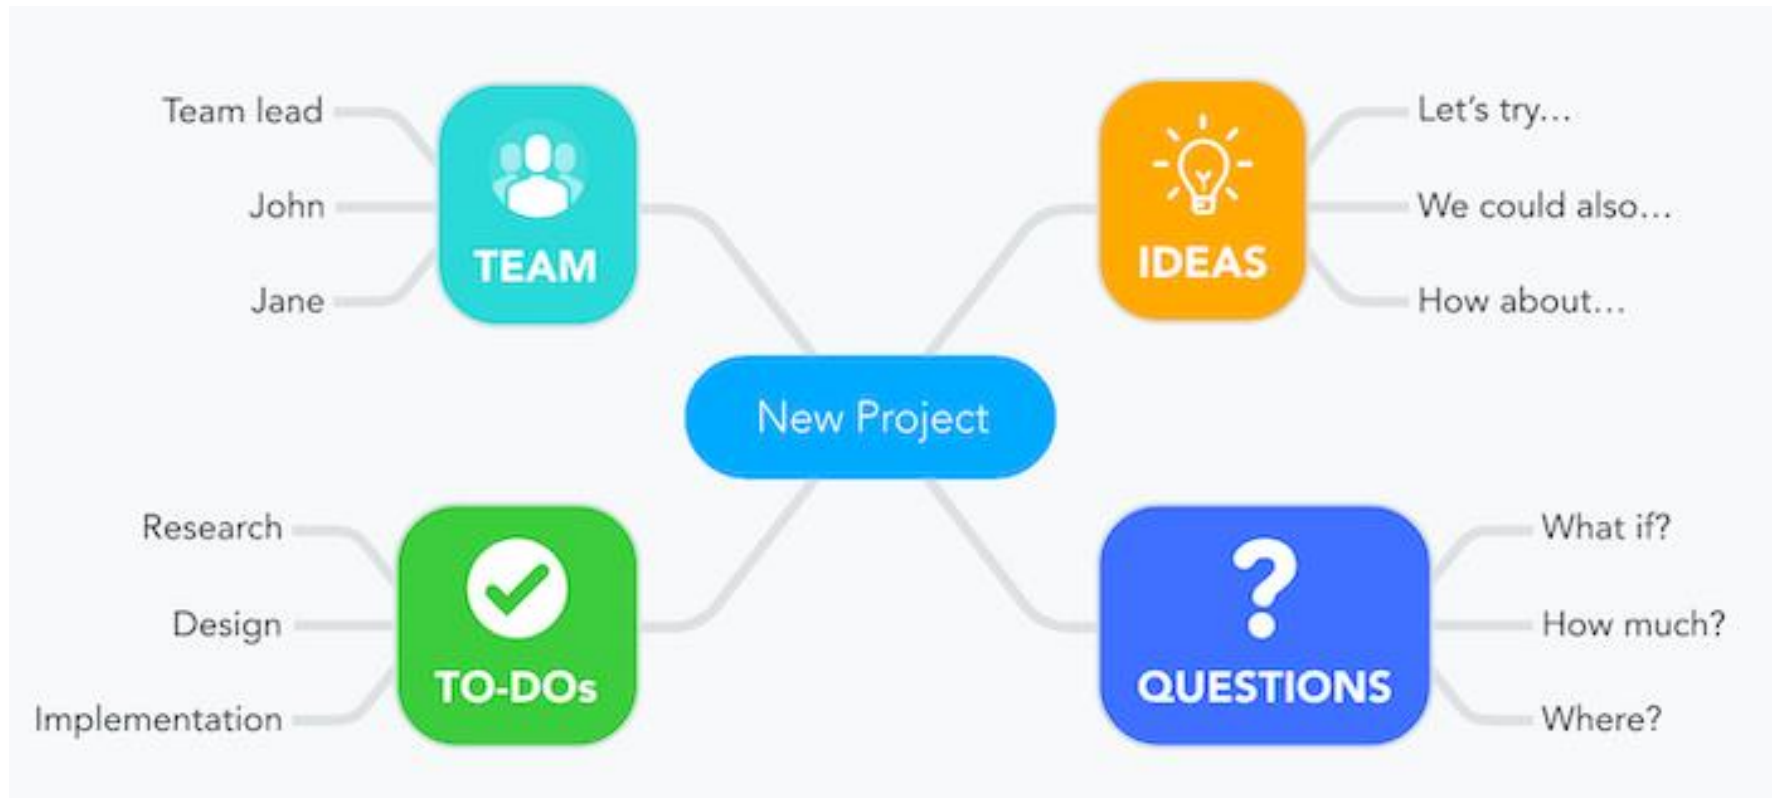 Team lead
John
Jane
TEAM
IDEAS
Let's try...
We could also...
How about...
New Project
Research
Design
Implementation
TO-DOs
QUESTIONS
What if?
How much?
Where?